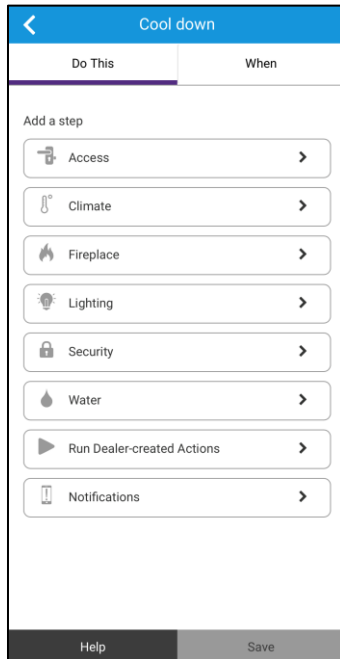 Cool down
Do This
When
Add a step
Access
Climate
Fireplace
Lighting
Security
Water
Run Dealer-created Actions
Notifications
Help
Save